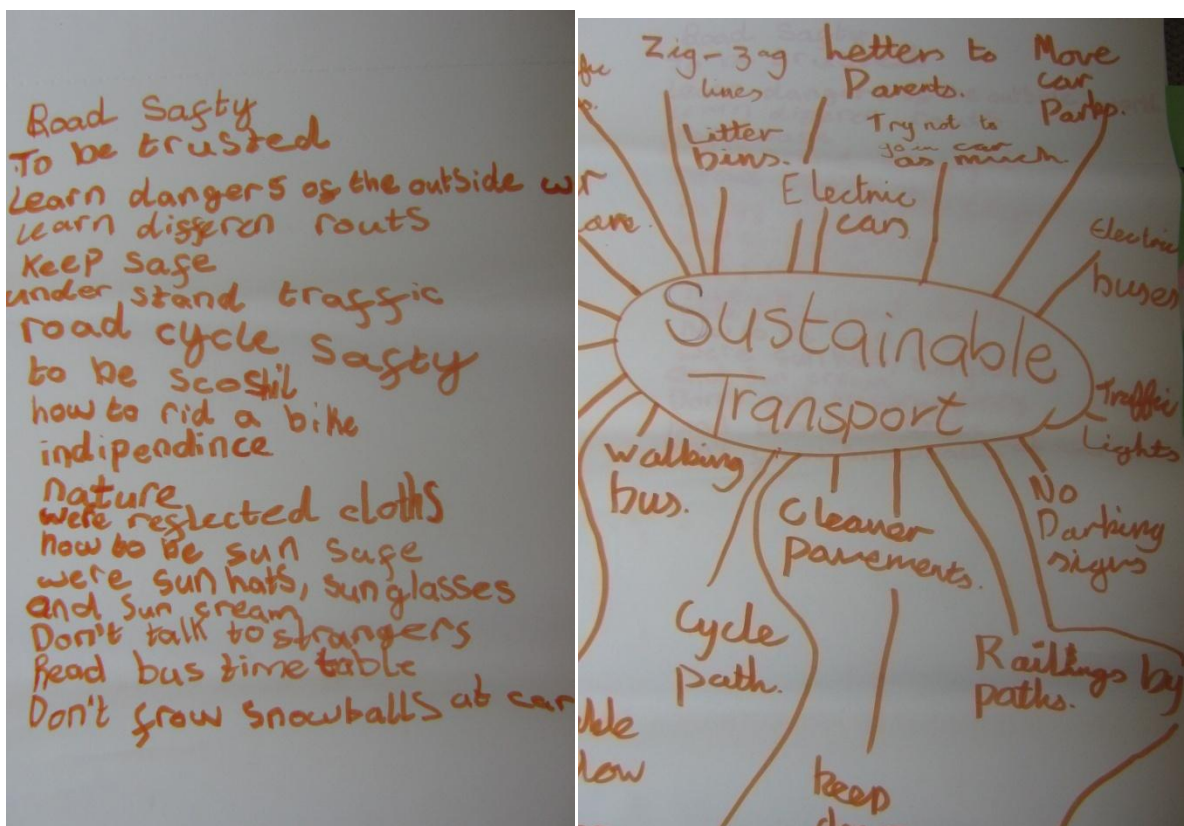 Road Safty
To be trusted
Learn dangers of the outside w
Learn differen routs
Keep safe
under stand traffic
road cycle Safty
to be
how to rid a bike
indipendince
nature
were reflected cloths
how to be sun safe
were sun hats, sunglasses
and sun cream
Don't talk to strangers
Read bus time table
Don't frow snowballs at car
Zig-zag
lines
Letters to
Parents.
Move
car
Parks.
Litter
bins.
Try not to
go in car
as much.
Electric
cars
Electric
buses
Sustainable
Transport
Traffic
Lights
Walking
bus.
Cleaner
pavements.
No
Parking
signs
Cycle
path.
Railings by
paths.
keep